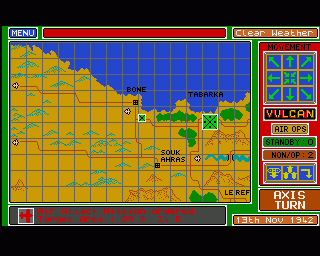 MENU
Clear Weather
MOVEMENT
BONE
TABARKA
VULCAN
AIR OPS
STANDBY: 0
NON/OP: 2
SOUK
AHRAS
LE KEF
AXIS
TURN
13th Nov 1942